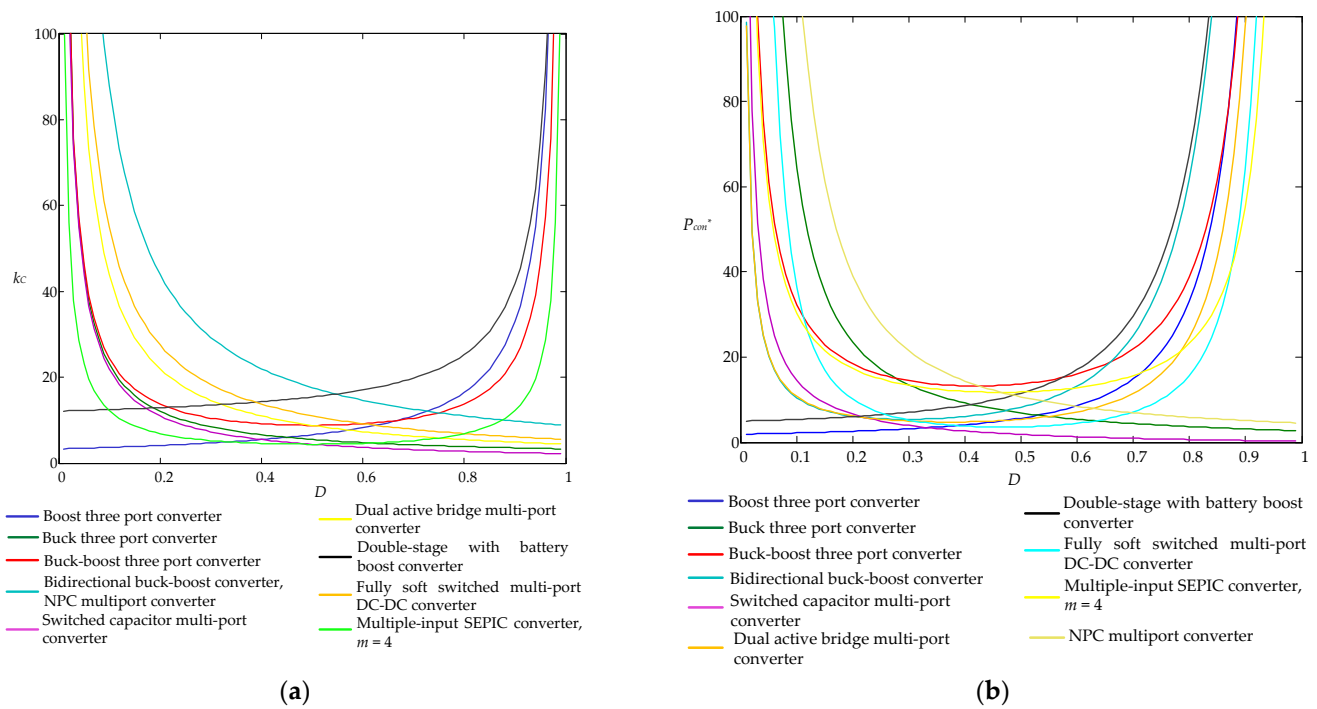 100
80
60
40
20
0
kC
0
0.2
0.4
0.6
0.8
1
D
Boost three port converter
Buck three port converter
Buck-boost three port converter
Bidirectional buck-boost converter,
NPC multiport converter
Switched capacitor multi-port
converter
Dual active bridge multi-port
converter
Double-stage with battery
boost converter
Fully soft switched multi-port
DC-DC converter
Multiple-input SEPIC converter,
m = 4
(a)
100
80
60
40
20
0
Pcon*
0
0.1
0.2
0.3
0.4
0.5
0.6
0.7
0.8
0.9
1
D
Boost three port converter
Buck three port converter
Buck-boost three port converter
Bidirectional buck-boost converter
Switched capacitor multi-port
converter
Dual active bridge multi-port
converter
Double-stage with battery boost
converter
Fully soft switched multi-port
DC-DC converter
Multiple-input SEPIC converter,
m = 4
NPC multiport converter
(b)